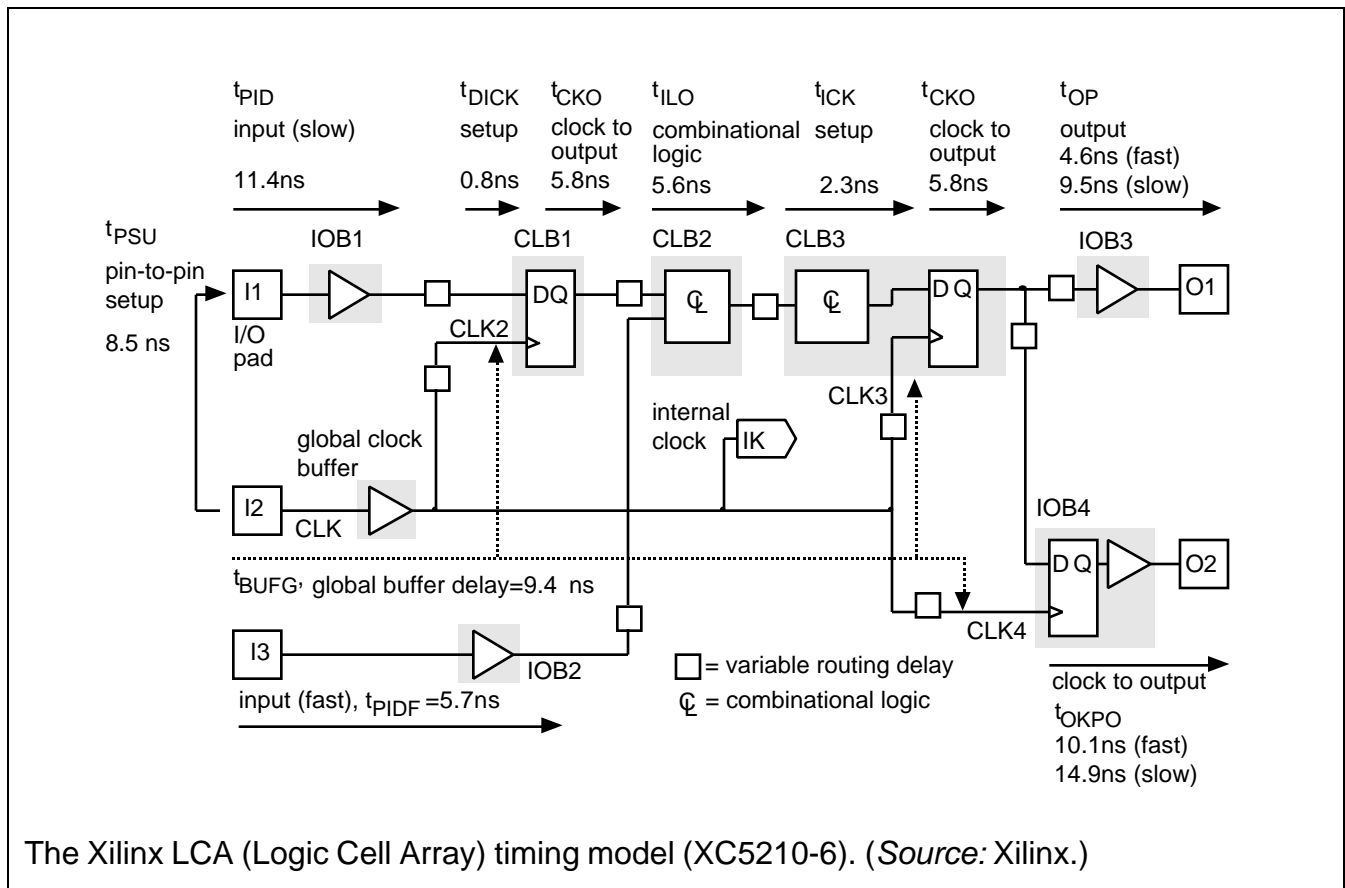 tPID
input (slow)
11.4ns
tDICK
setup
0.8ns
tCKO
clock to
output
5.8ns
tILO
combinational
logic
5.6ns
tICK
setup
2.3ns
tCKO
clock to
output
5.8ns
tOP
output
4.6ns (fast)
9.5ns (slow)
tPSU
pin-to-pin
setup
8.5 ns
IOB1
CLB1
CLB2
CLB3
IOB3
I1
I/O
pad
D Q
CLK2
C
L
C
L
D Q
O1
CLK3
internal
clock
IK
global clock
buffer
I2
CLK
IOB4
D Q
O2
CLK4
tBUFG, global buffer delay=9.4 ns
I3
IOB2
input (fast), tPIDF =5.7ns
= variable routing delay
CL = combinational logic
clock to output
tOKPO
10.1ns (fast)
14.9ns (slow)
The Xilinx LCA (Logic Cell Array) timing model (XC5210-6). (Source: Xilinx.)